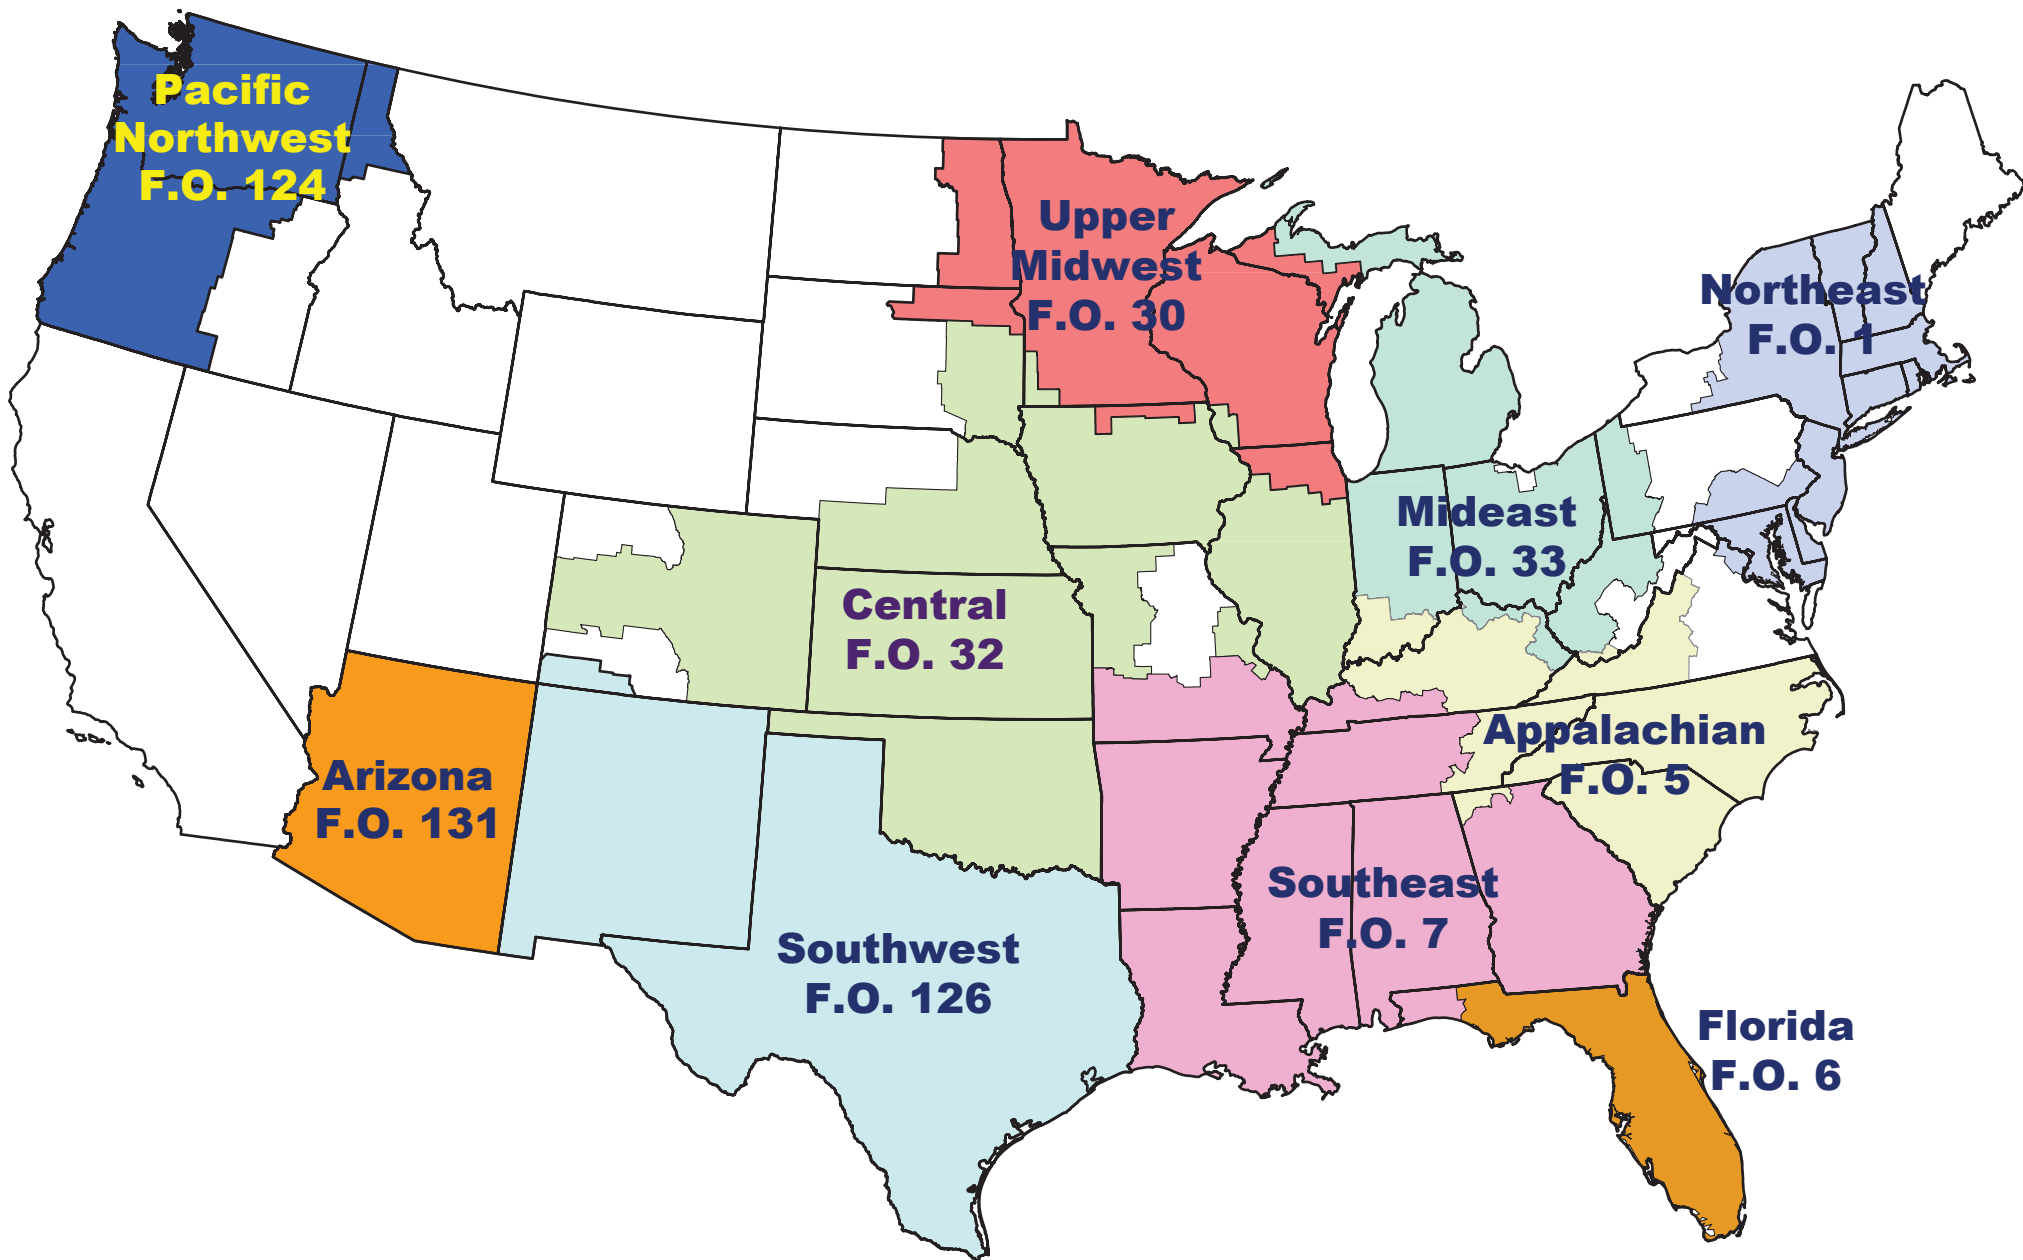 Pacific
Northwest
F.O. 124
Upper
Midwest
F.O. 30
Northeast
F.O. 1
Mideast
F.O. 33
Central
F.O. 32
Appalachian
F.O. 5
Arizona
F.O. 131
Southeast
F.O. 7
Southwest
F.O. 126
Florida
F.O. 6